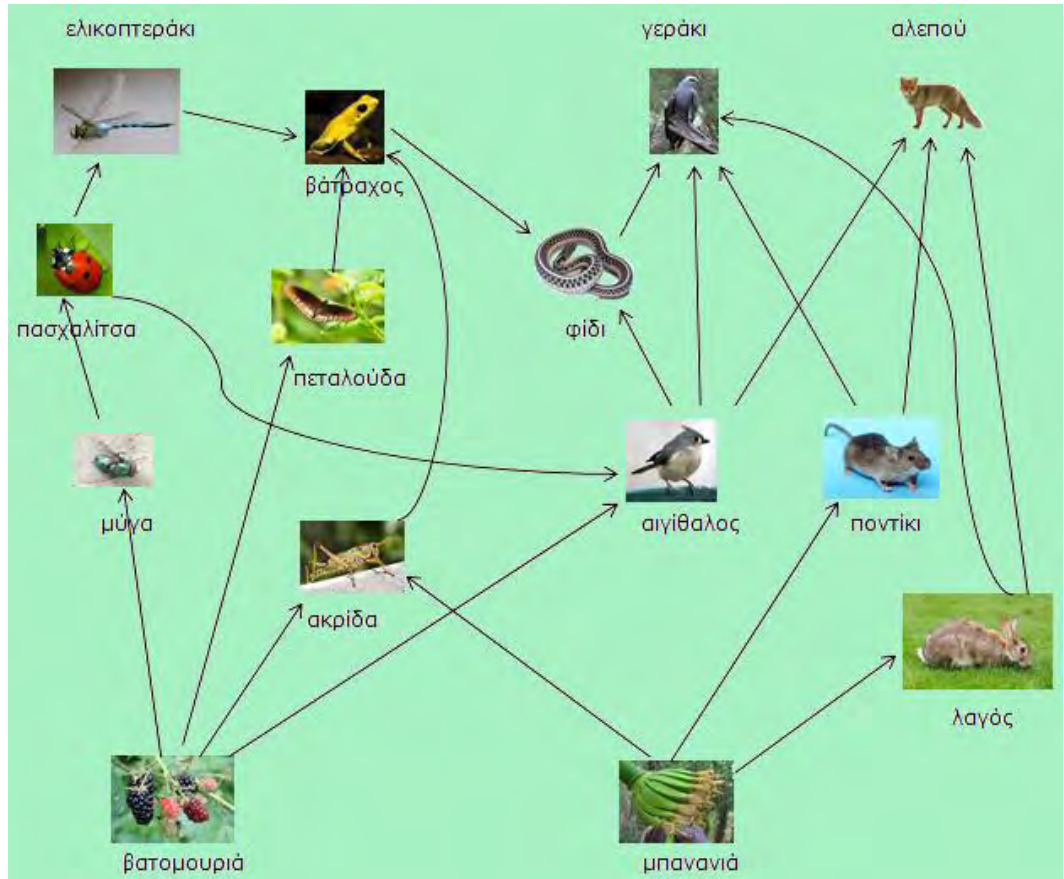 ελικοπτεράκι
γεράκι
αλεπού
βάτραχος
πασχαλίτσα
φίδι
πεταλούδα
μύγα
αιγίθαλος
ποντίκι
ακρίδα
λαγός
βατομουριά
μπανανιά